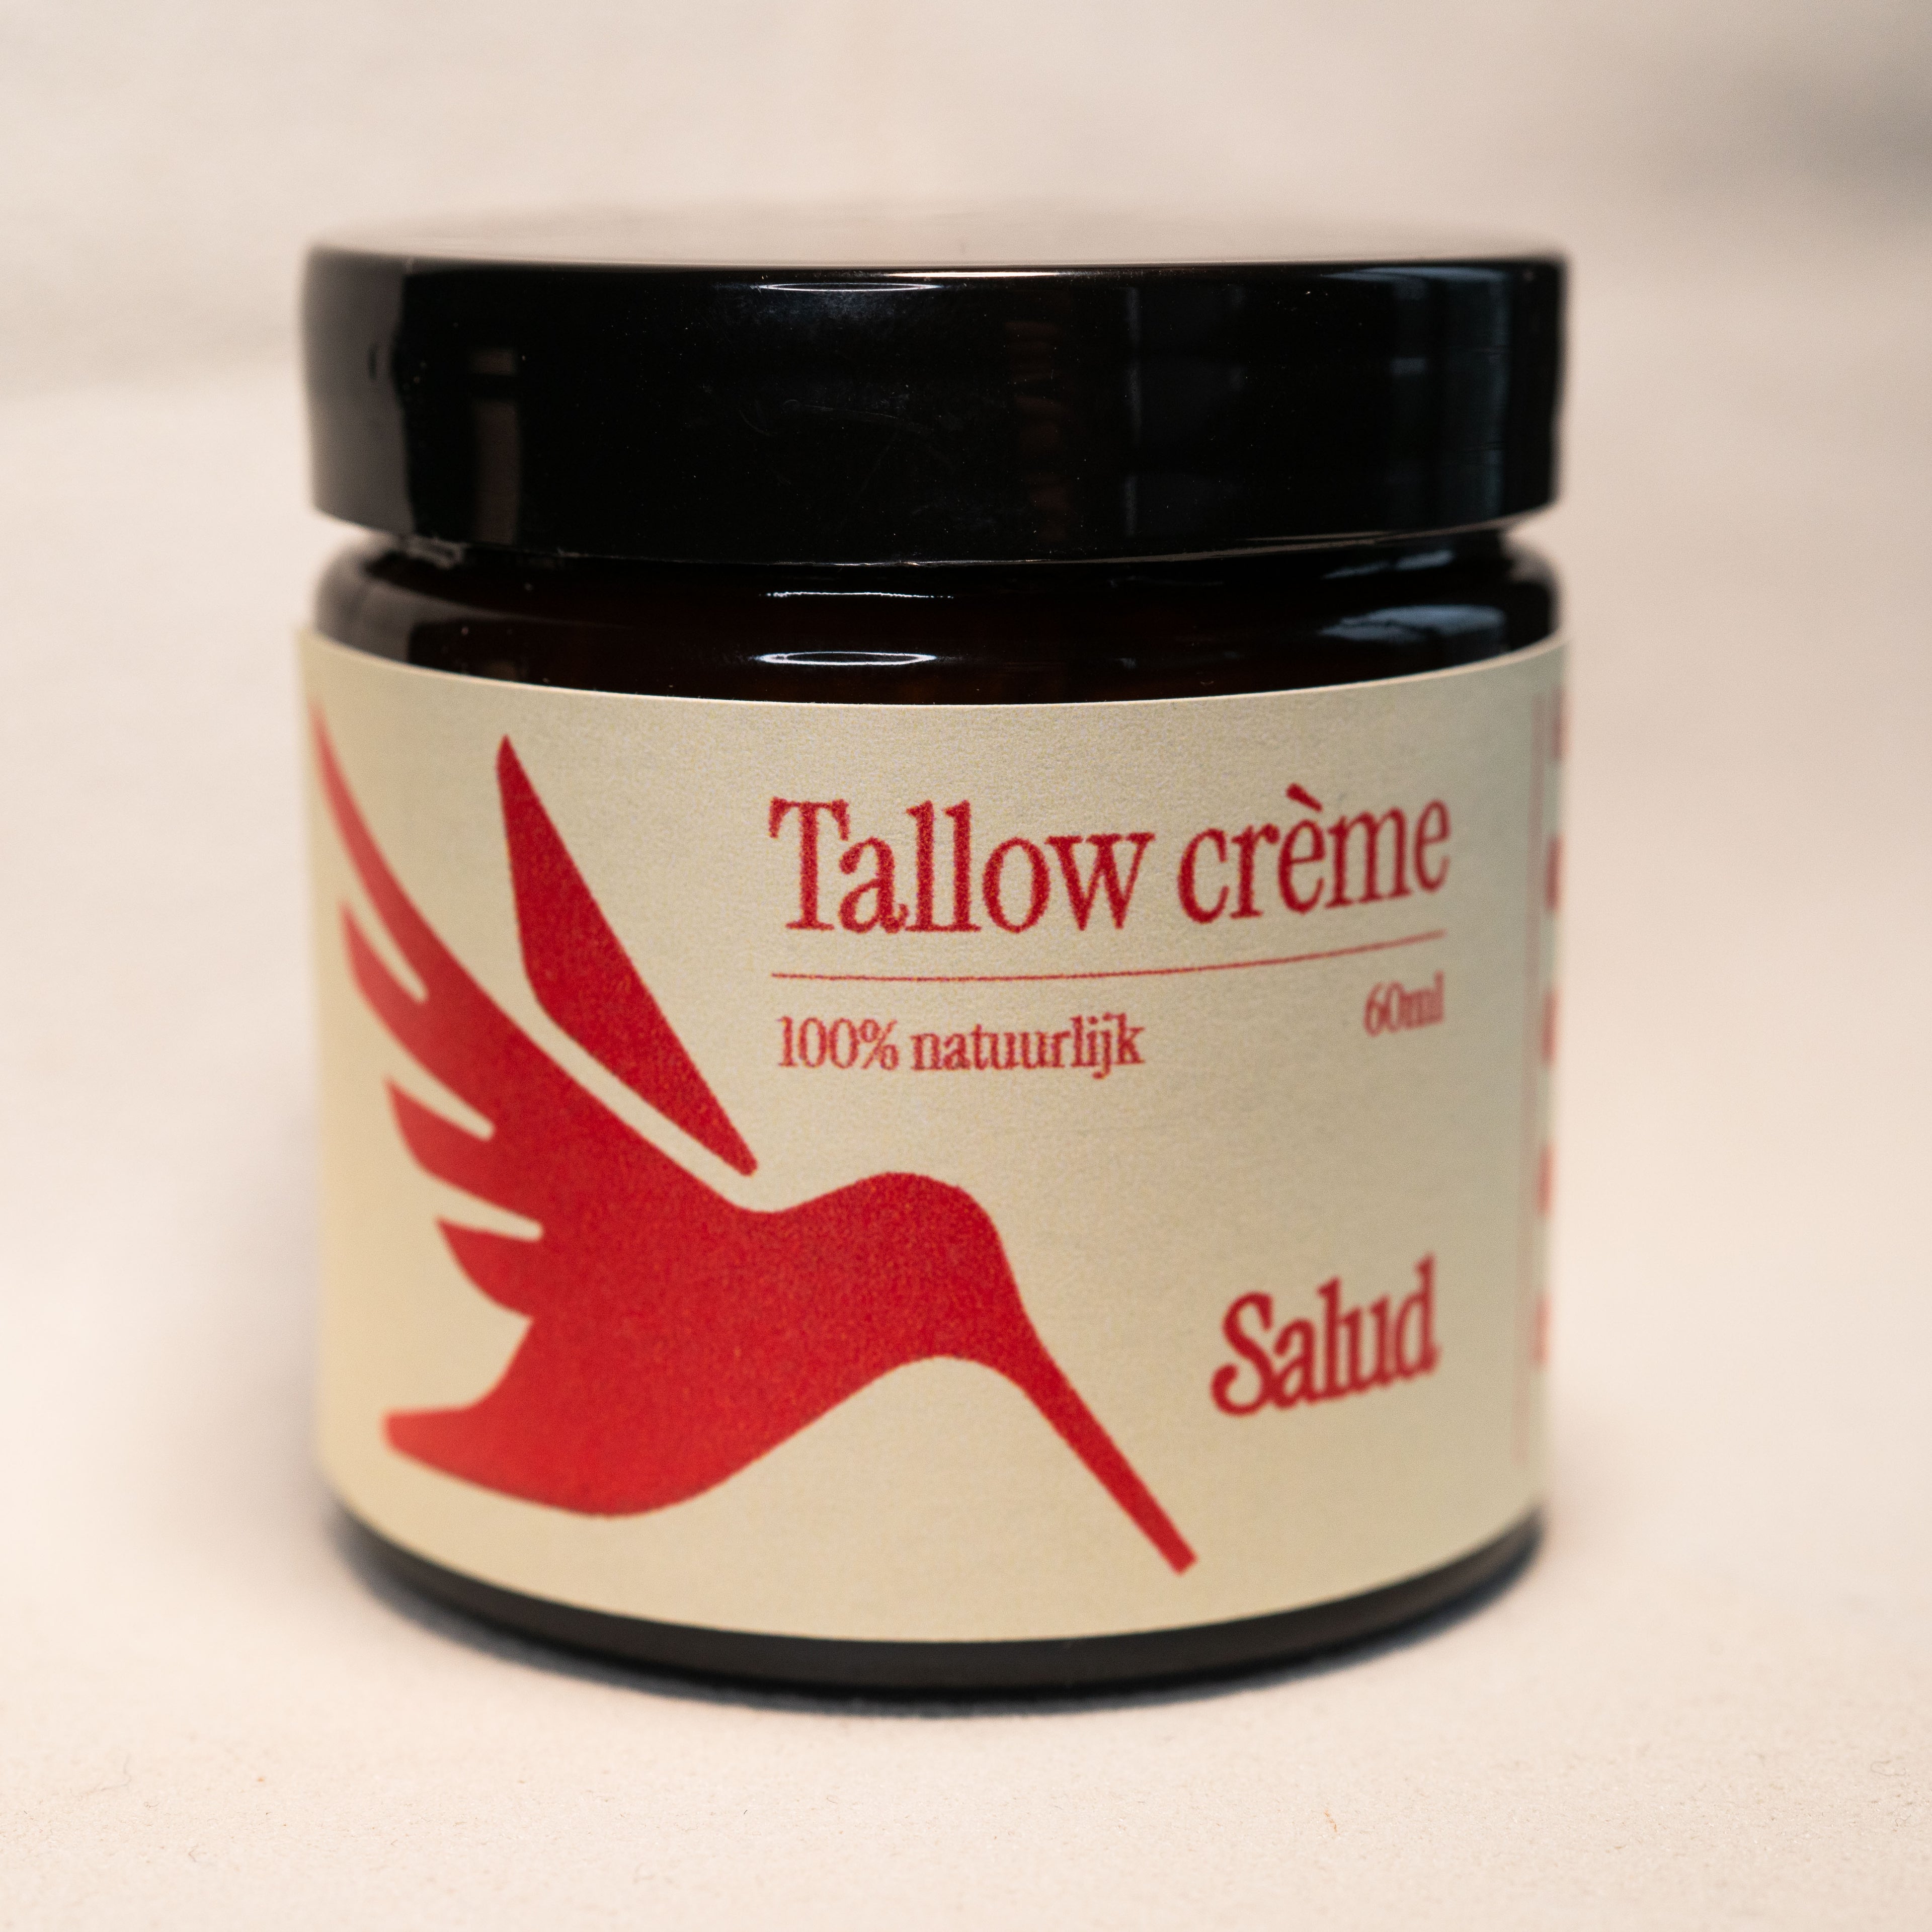 Tallow crème
100% natuurlijk
60ml
Salud